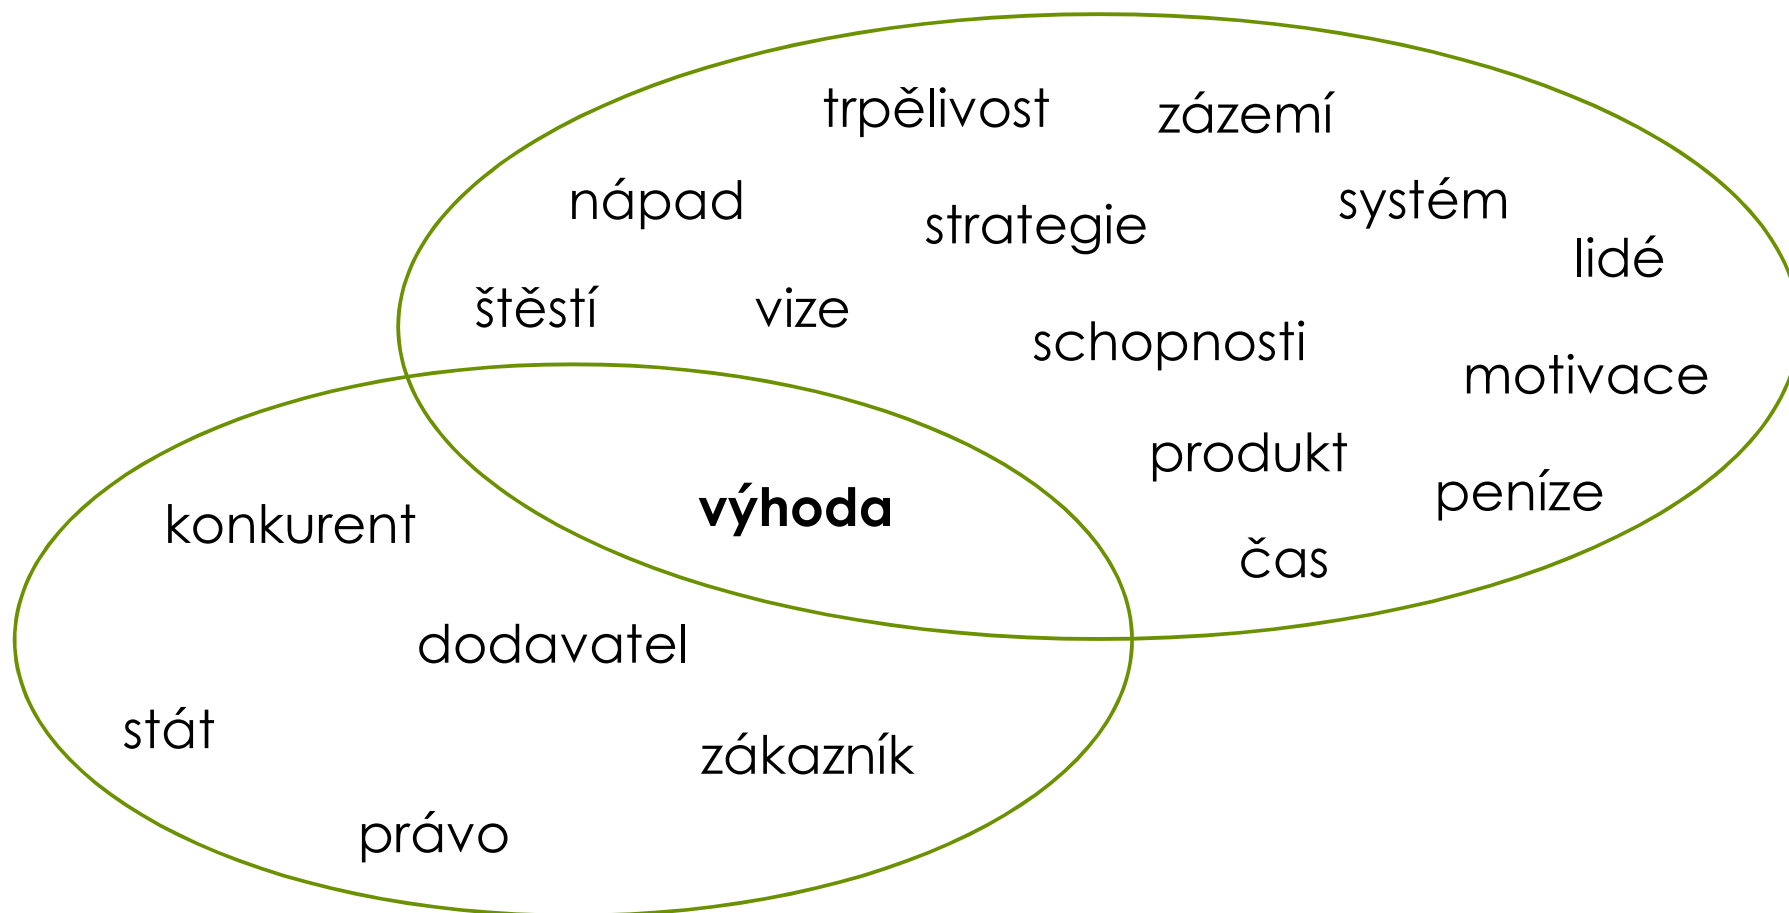 trpělivost
zázemí
nápad
strategie
systém
lidé
štěstí
vize
schopnosti
motivace
produkt
peníze
čas
výhoda
konkurent
dodavatel
stát
zákazník
právo